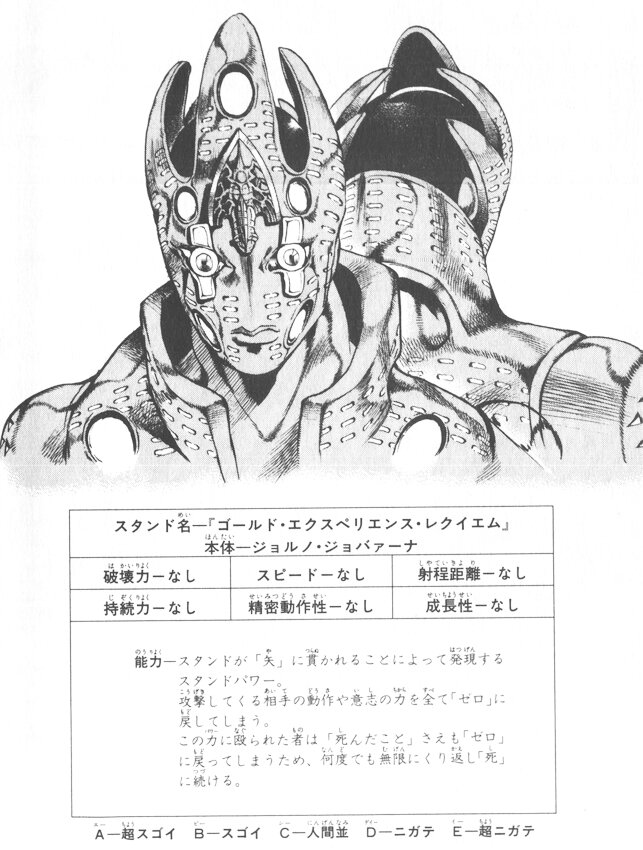 スタンド名―『ゴールド・エクスペリエンス・レクイエム』
本体―ジョルノ・ジョバァーナ
破壊力―なし スピード―なし 射程距離―なし
持続力―なし 精密動作性―なし 成長性―なし
能力―スタンドが「矢」に貫かれることによって発現する
スタンドパワー。
攻撃してくる相手の動作や意志の力を全て「ゼロ」に
戻してしまう。
この力に殴られた者は「死んだこと」さえも「ゼロ」
に戻ってしまうため、何度でも無限にくり返し「死」
に続ける。
A―超スゴイ B―スゴイ C―人間並 D―ニガテ E―超ニガテ